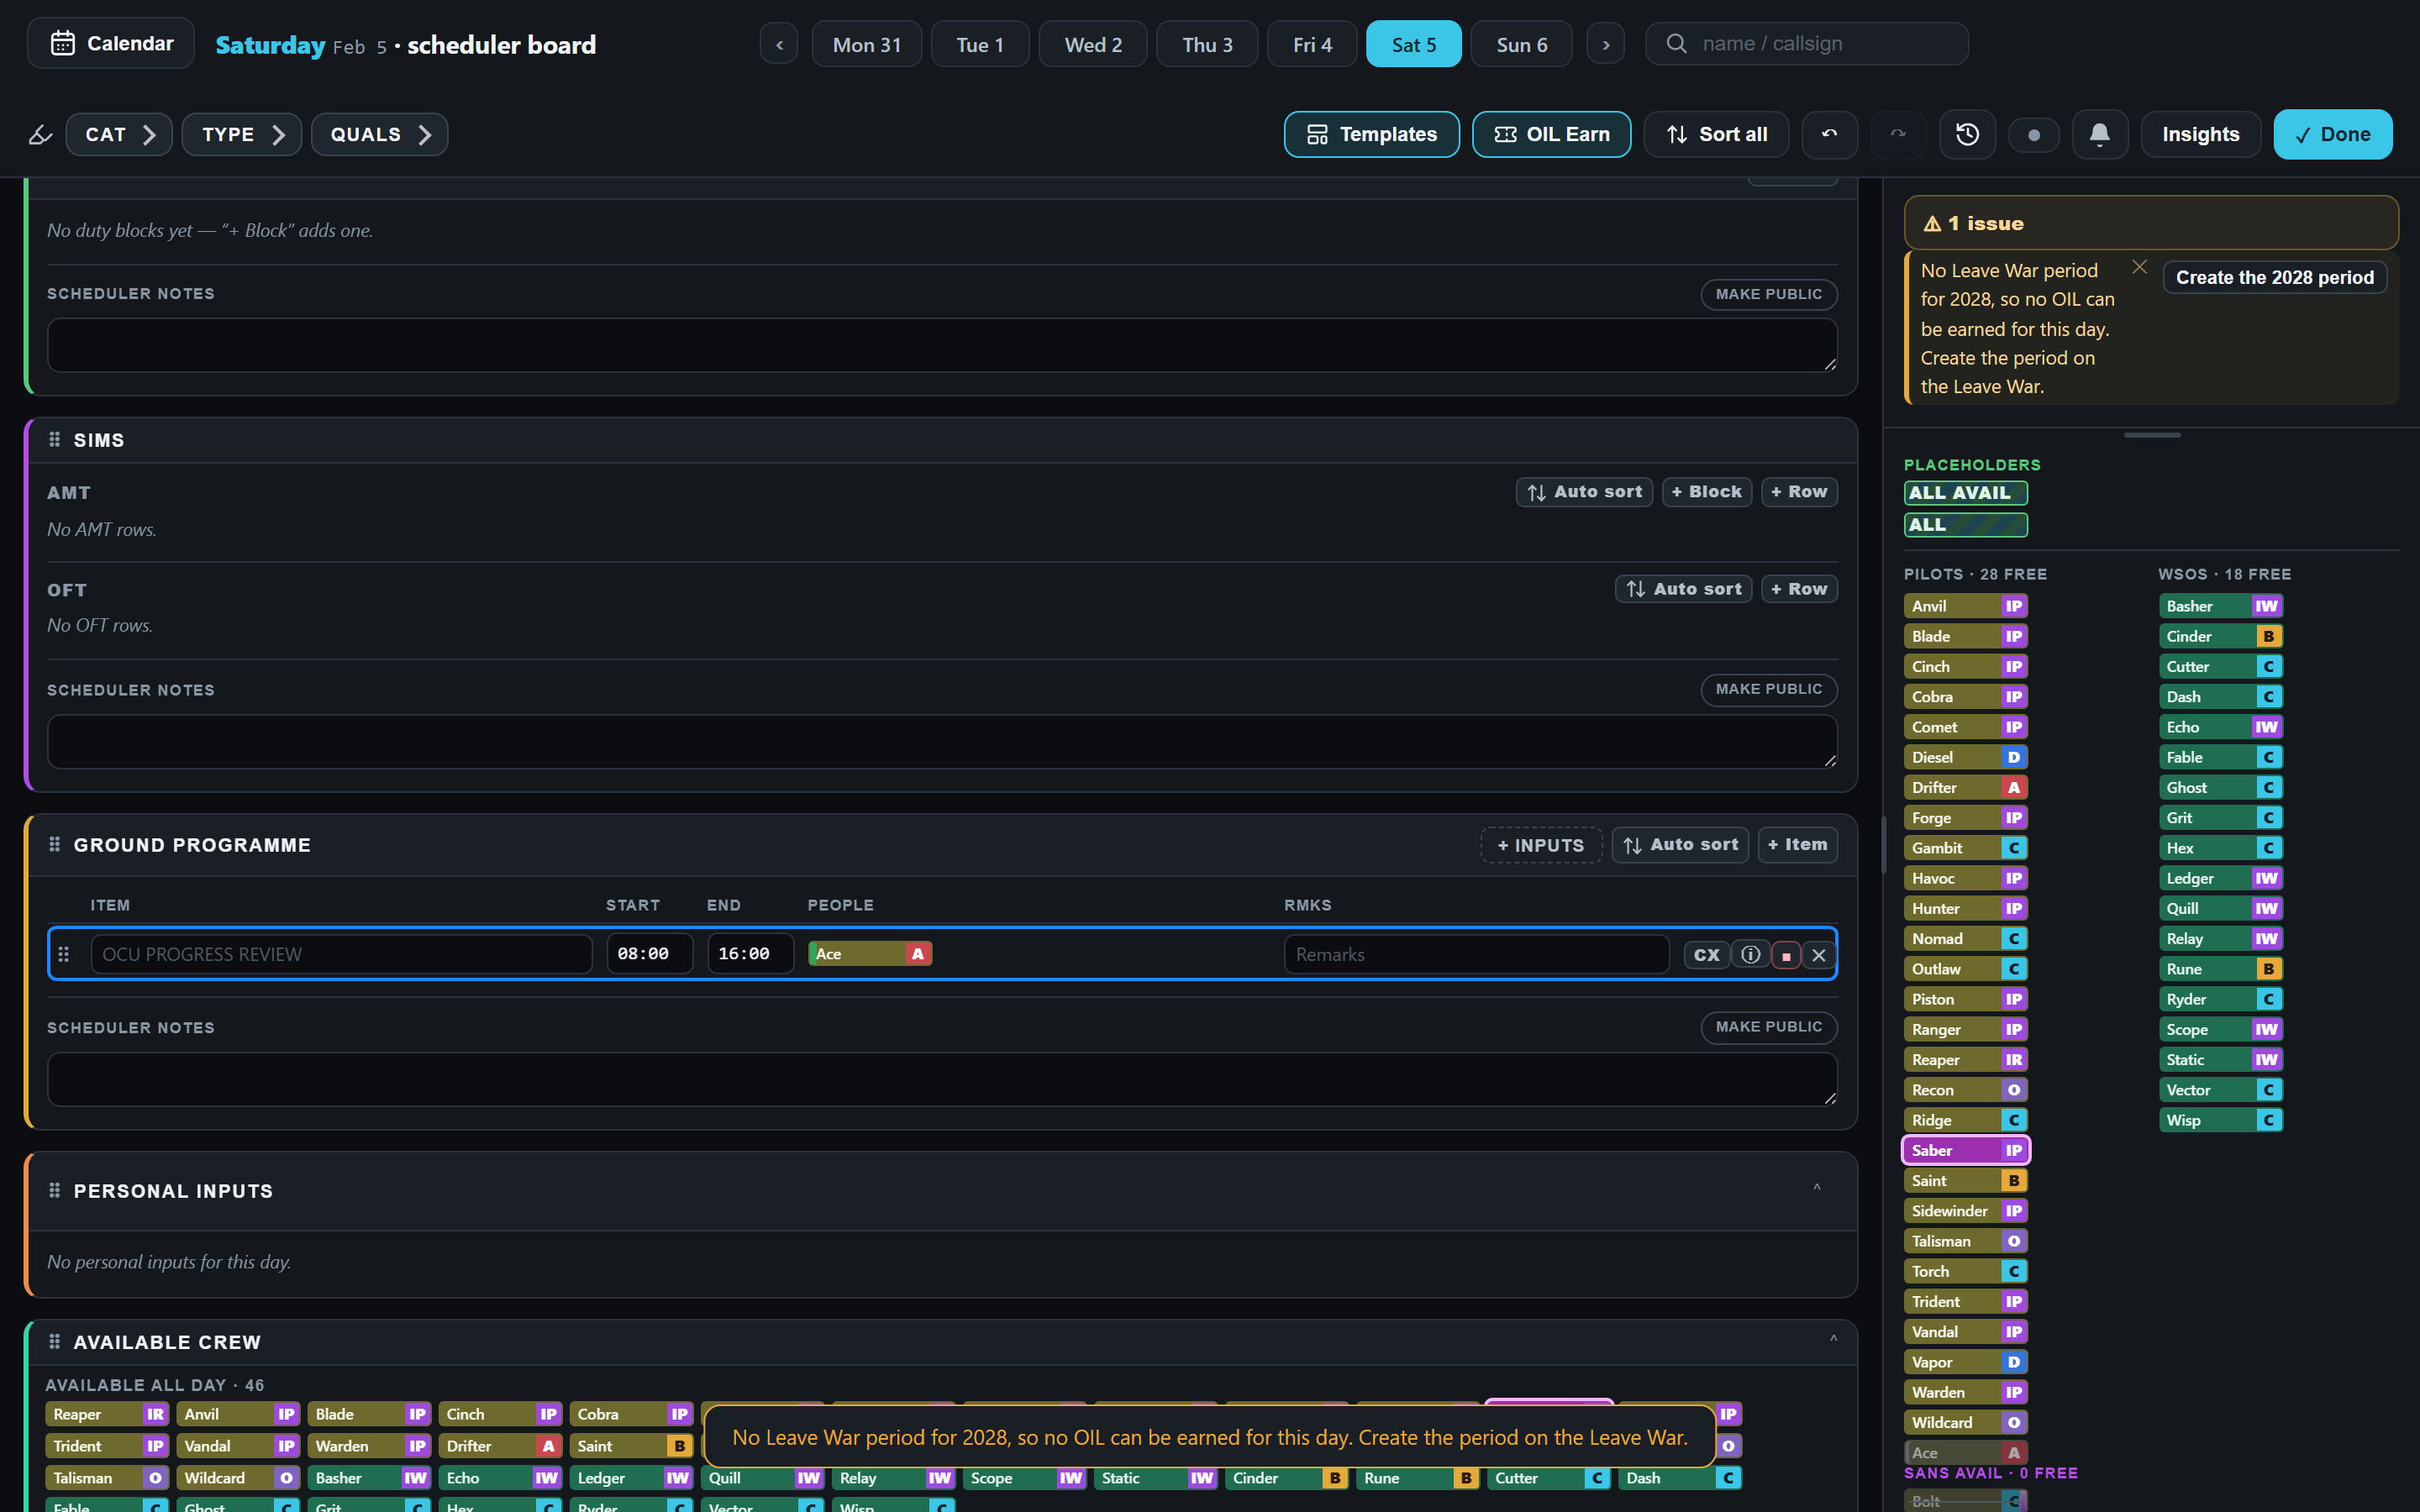 Calendar
Saturday Feb 5 · scheduler board
‹ Mon 31 Tue 1 Wed 2 Thu 3 Fri 4 Sat 5 Sun 6 ›
name / callsign
CAT TYPE QUALS
Templates OIL Earn Sort all Insights ✓ Done
No duty blocks yet — “+ Block” adds one.
SCHEDULER NOTES
MAKE PUBLIC
SIMS
AMT
Auto sort + Block + Row
No AMT rows.
OFT
Auto sort + Row
No OFT rows.
SCHEDULER NOTES
MAKE PUBLIC
GROUND PROGRAMME
+ INPUTS Auto sort + Item
ITEM START END PEOPLE RMKS
OCU PROGRESS REVIEW 08:00 16:00 Ace A Remarks CX
SCHEDULER NOTES
MAKE PUBLIC
PERSONAL INPUTS
No personal inputs for this day.
AVAILABLE CREW
AVAILABLE ALL DAY · 46
Reaper IR Anvil IP Blade IP Cinch IP Cobra IP IP
Trident IP Vandal IP Warden IP Drifter A Saint B O
Talisman O Wildcard O Basher IW Echo IW Ledger IW Quill IW Relay IW Scope IW Static IW Cinder B Rune B Cutter C Dash C
Fable C Ghost C Grit C Hex C Ryder C Vector C Wisp C
No Leave War period for 2028, so no OIL can be earned for this day. Create the period on the Leave War.
⚠ 1 issue
No Leave War period
for 2028, so no OIL can
be earned for this day.
Create the period on
the Leave War.
Create the 2028 period
PLACEHOLDERS
ALL AVAIL
ALL
PILOTS · 28 FREE
Anvil IP
Blade IP
Cinch IP
Cobra IP
Comet IP
Diesel D
Drifter A
Forge IP
Gambit C
Havoc IP
Hunter IP
Nomad C
Outlaw C
Piston IP
Ranger IP
Reaper IR
Recon O
Ridge C
Saber IP
Saint B
Sidewinder IP
Talisman O
Torch C
Trident IP
Vandal IP
Vapor D
Warden IP
Wildcard O
Ace A
WSOS · 18 FREE
Basher IW
Cinder B
Cutter C
Dash C
Echo IW
Fable C
Ghost C
Grit C
Hex C
Ledger IW
Quill IW
Relay IW
Rune B
Ryder C
Scope IW
Static IW
Vector C
Wisp C
SANS AVAIL · 0 FREE
Bolt C